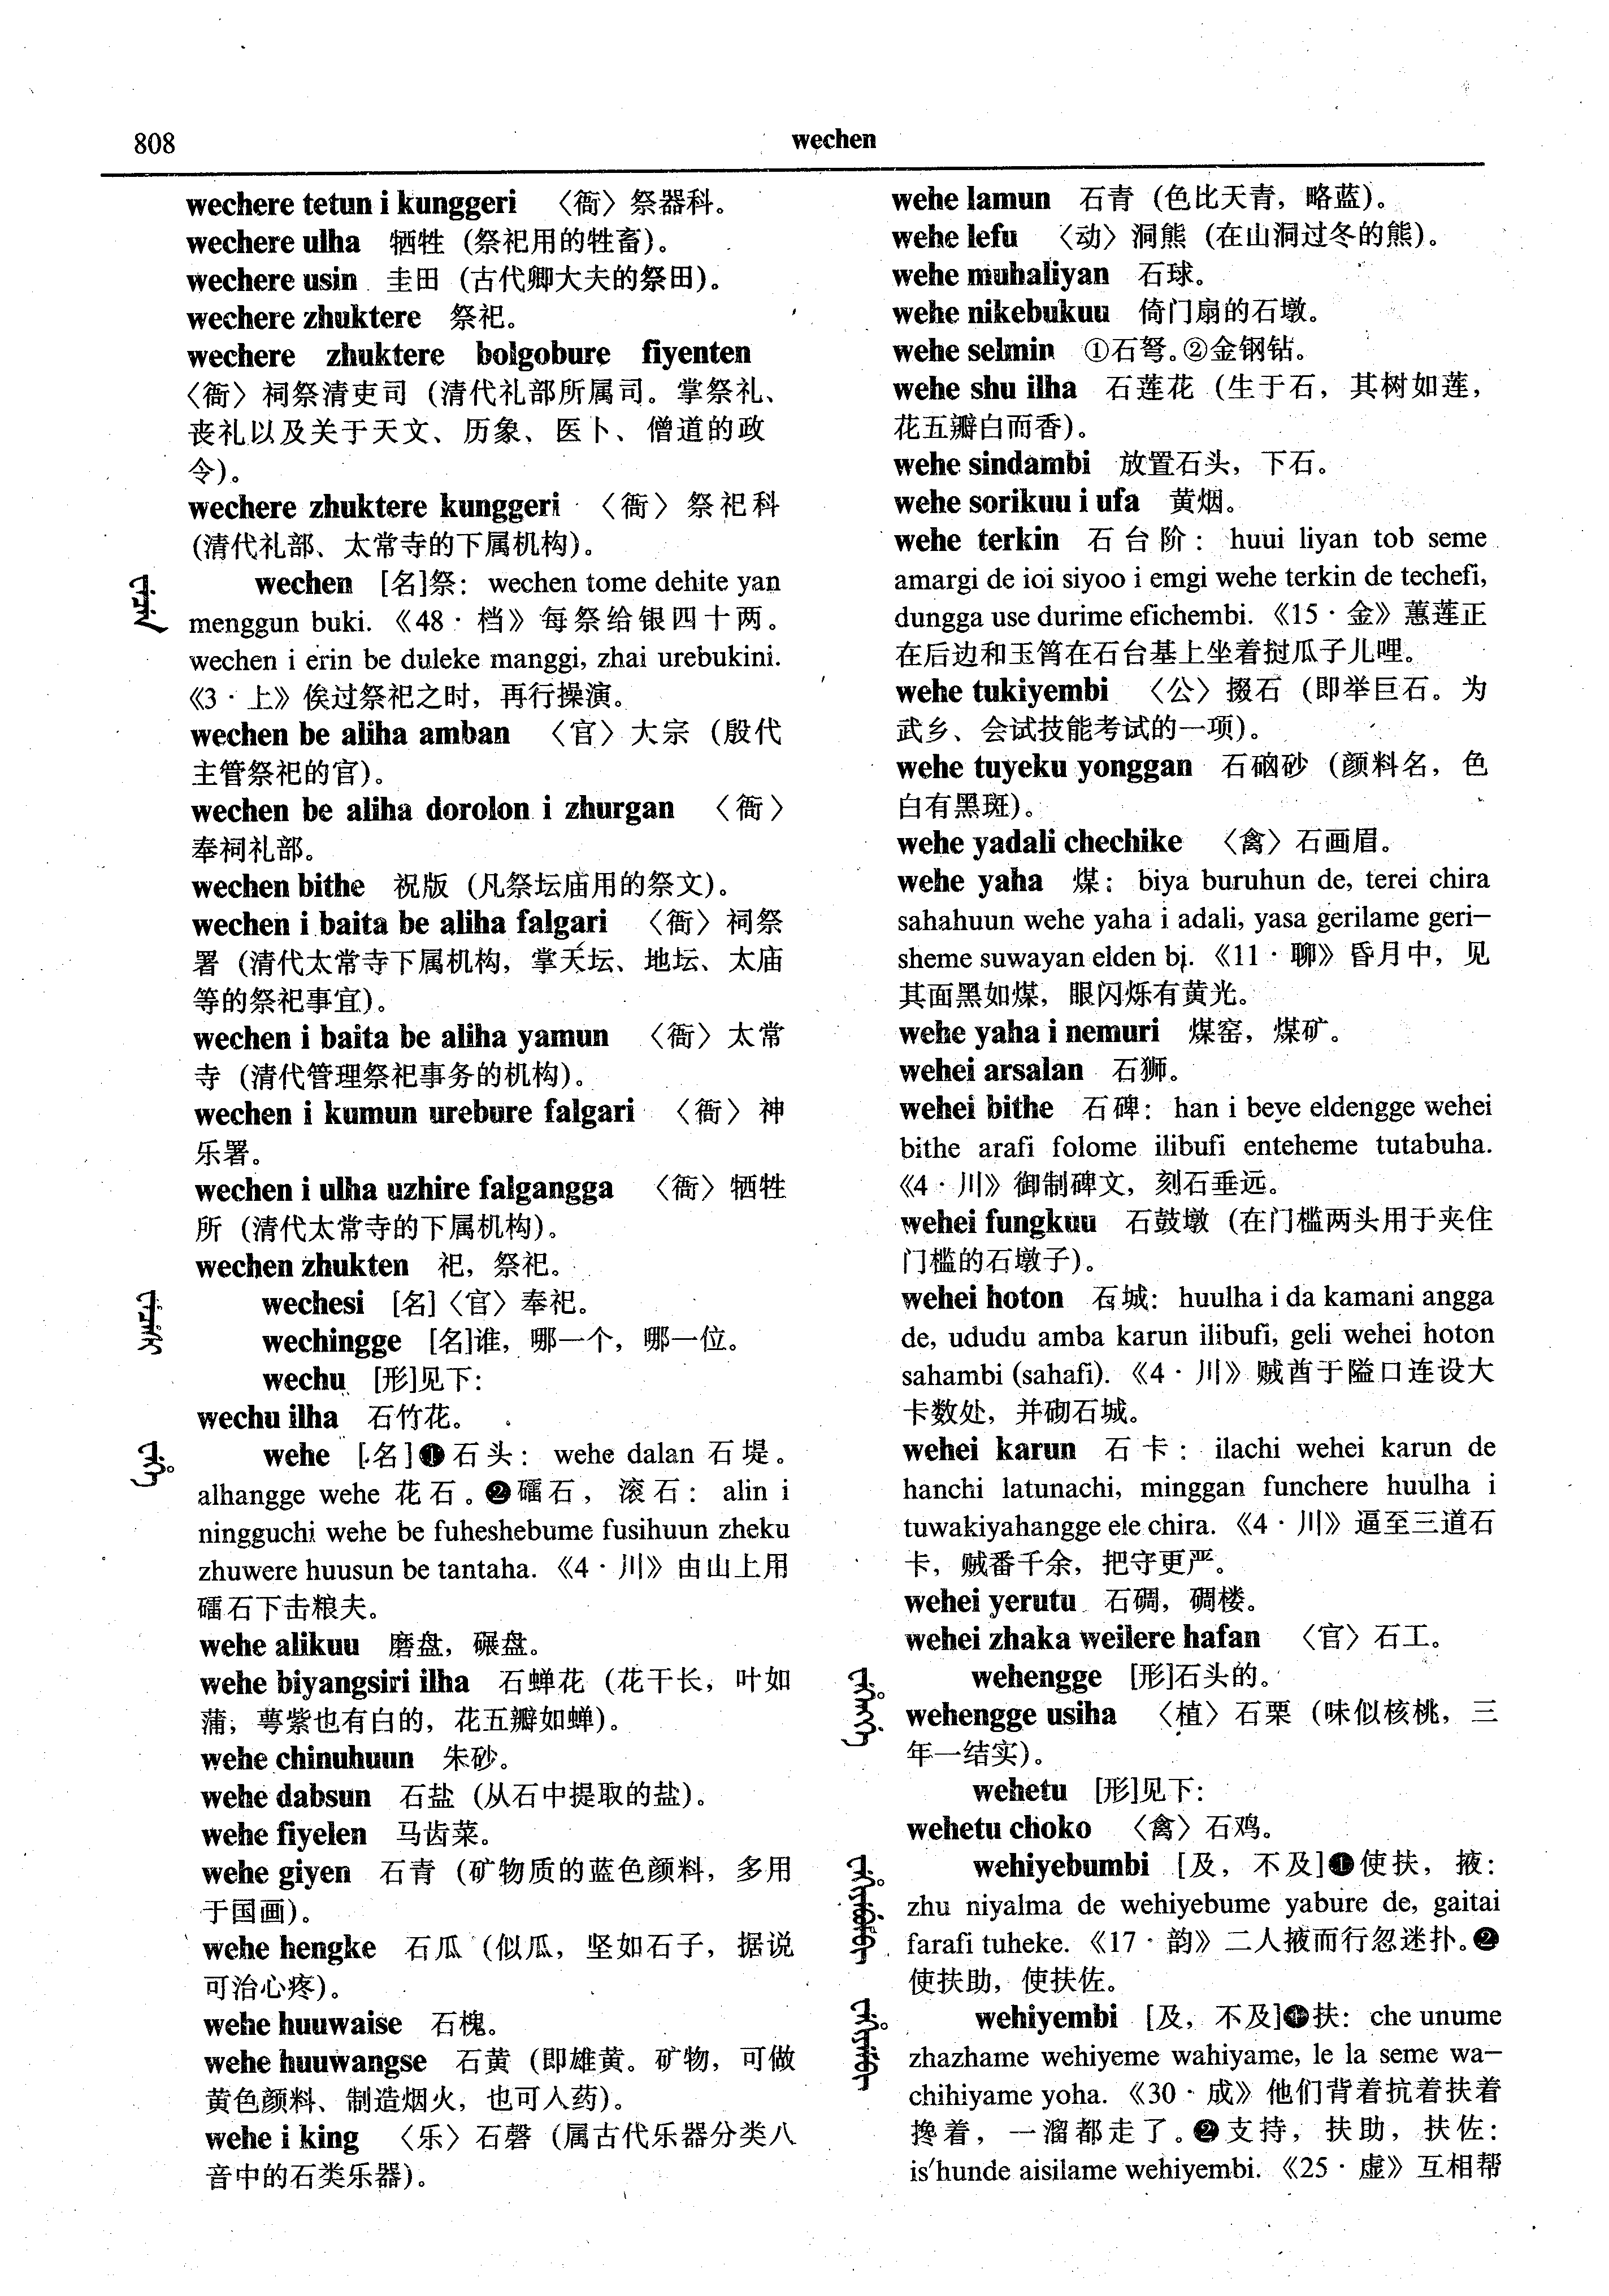 808
wechen
wechere tetun i kunggeri 〈衙〉祭器科。
wechere ulha 牺牲（祭祀用的牲畜）。
wechere usin 圭田（古代卿大夫的祭田）。
wechere zhuktere 祭祀。
wechere zhuktere bolgobure fiyenten
〈衙〉祠祭清吏司（清代礼部所属司。掌祭礼、
丧礼以及关于天文、历象、医卜、僧道的政
令）。
wechere zhuktere kunggeri 〈衙〉祭祀科
（清代礼部、太常寺的下属机构）。
wechen [名]祭：wechen tome dehite yan
menggun buki.《48·档》每祭给银四十两。
wechen i erin be duleke manggi, zhai urebukini.
《3·上》俟过祭祀之时，再行操演。
wechen be aliha amban 〈官〉大宗（殷代
主管祭祀的官）。
wechen be aliha dorolon i zhurgan 〈衙〉
奉祠礼部。
wechen bithe 祝版（凡祭坛庙用的祭文）。
wechen i baita be aliha falgari 〈衙〉祠祭
署（清代太常寺下属机构，掌天坛、地坛、太庙
等的祭祀事宜）。
wechen i baita be aliha yamun 〈衙〉太常
寺（清代管理祭祀事务的机构）。
wechen i kumun urebure falgari 〈衙〉神
乐署。
wechen i ulha uzhire falgangga 〈衙〉牺牲
所（清代太常寺的下属机构）。
wechen zhukten 祀，祭祀。
wechesi [名]〈官〉奉祀。
wechingge [名]谁，哪一个，哪一位。
wechu [形]见下：
wechu ilha 石竹花。
wehe [名]❶石头：wehe dalan 石堤。
alhangge wehe 花石。❷礌石，滚石：alin i
ningguchi wehe be fuheshebume fusihuun zheku
zhuwere huusun be tantaha.《4·川》由山上用
礌石下击粮夫。
wehe alikuu 磨盘，碾盘。
wehe biyangsiri ilha 石蝉花（花干长，叶如
蒲；萼紫也有白的，花五瓣如蝉）。
wehe chinuhuun 朱砂。
wehe dabsun 石盐（从石中提取的盐）。
wehe fiyelen 马齿菜。
wehe giyen 石青（矿物质的蓝色颜料，多用
于国画）。
wehe hengke 石瓜（似瓜，坚如石子，据说
可治心疼）。
wehe huuwaise 石槐。
wehe huuwangse 石黄（即雄黄。矿物，可做
黄色颜料、制造烟火，也可入药）。
wehe i king 〈乐〉石磬（属古代乐器分类八
音中的石类乐器）。
wehe lamun 石青（色比天青，略蓝）。
wehe lefu 〈动〉洞熊（在山洞过冬的熊）。
wehe muhaliyan 石球。
wehe nikebukuu 倚门扇的石墩。
wehe selmin ①石弩。②金钢钻。
wehe shu ilha 石莲花（生于石，其树如莲，
花五瓣白而香）。
wehe sindambi 放置石头，下石。
wehe sorikuu i ufa 黄烟。
wehe terkin 石台阶：huui liyan tob seme
amargi de ioi siyoo i emgi wehe terkin de techefi,
dungga use durime efichembi.《15·金》蕙莲正
在后边和玉筲在石台基上坐着挝瓜子儿哩。
wehe tukiyembi 〈公〉掇石（即举巨石。为
武乡、会试技能考试的一项）。
wehe tuyeku yonggan 石硇砂（颜料名，色
白有黑斑）。
wehe yadali chechike 〈禽〉石画眉。
wehe yaha 煤：biya buruhun de, terei chira
sahahuun wehe yaha i adali, yasa gerilame geri—
sheme suwayan elden bi.《11·聊》昏月中，见
其面黑如煤，眼闪烁有黄光。
wehe yaha i nemuri 煤窑，煤矿。
wehei arsalan 石狮。
wehei bithe 石碑：han i beye eldengge wehei
bithe arafi folome ilibufi enteheme tutabuha.
《4·川》御制碑文，刻石垂远。
wehei fungkuu 石鼓墩（在门槛两头用于夹住
门槛的石墩子）。
wehei hoton 石城：huulha i da kamani angga
de, ududu amba karun ilibufi, geli wehei hoton
sahambi (sahafi).《4·川》贼酋于隘口连设大
卡数处，并砌石城。
wehei karun 石卡：ilachi wehei karun de
hanchi latunachi, minggan funchere huulha i
tuwakiyahangge ele chira.《4·川》逼至三道石
卡，贼番千余，把守更严。
wehei yerutu 石碉，碉楼。
wehei zhaka weilere hafan 〈官〉石工。
wehengge [形]石头的。
wehengge usiha 〈植〉石栗（味似核桃，三
年一结实）。
wehetu [形]见下：
wehetu choko 〈禽〉石鸡。
wehiyebumbi [及，不及]❶使扶，掖：
zhu niyalma de wehiyebume yabure de, gaitai
farafi tuheke.《17·韵》二人掖而行忽迷扑。❷
使扶助，使扶佐。
wehiyembi [及，不及]❶扶：che unume
zhazhame wehiyeme wahiyame, le la seme wa—
chihiyame yoha.《30·成》他们背着抗着扶着
搀着，一溜都走了。❷支持，扶助，扶佐：
is'hunde aisilame wehiyembi.《25·虚》互相帮